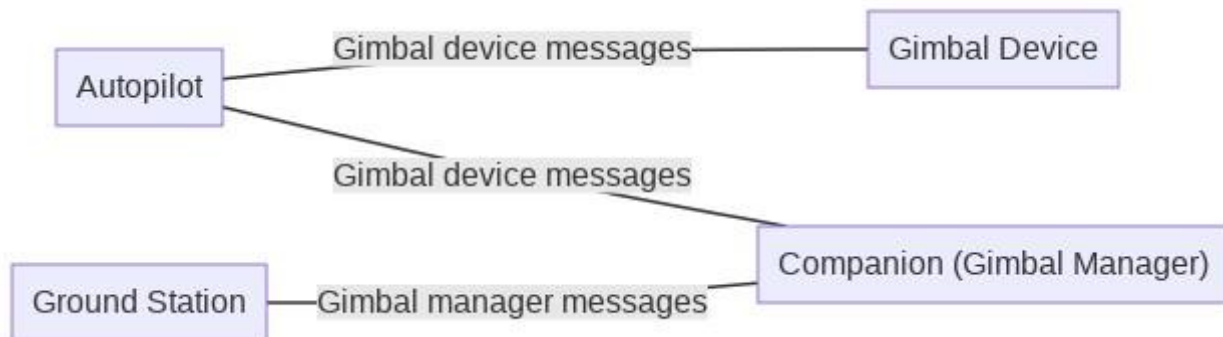 Autopilot
Gimbal device messages
Gimbal Device
Gimbal device messages
Companion (Gimbal Manager)
Ground Station
Gimbal manager messages